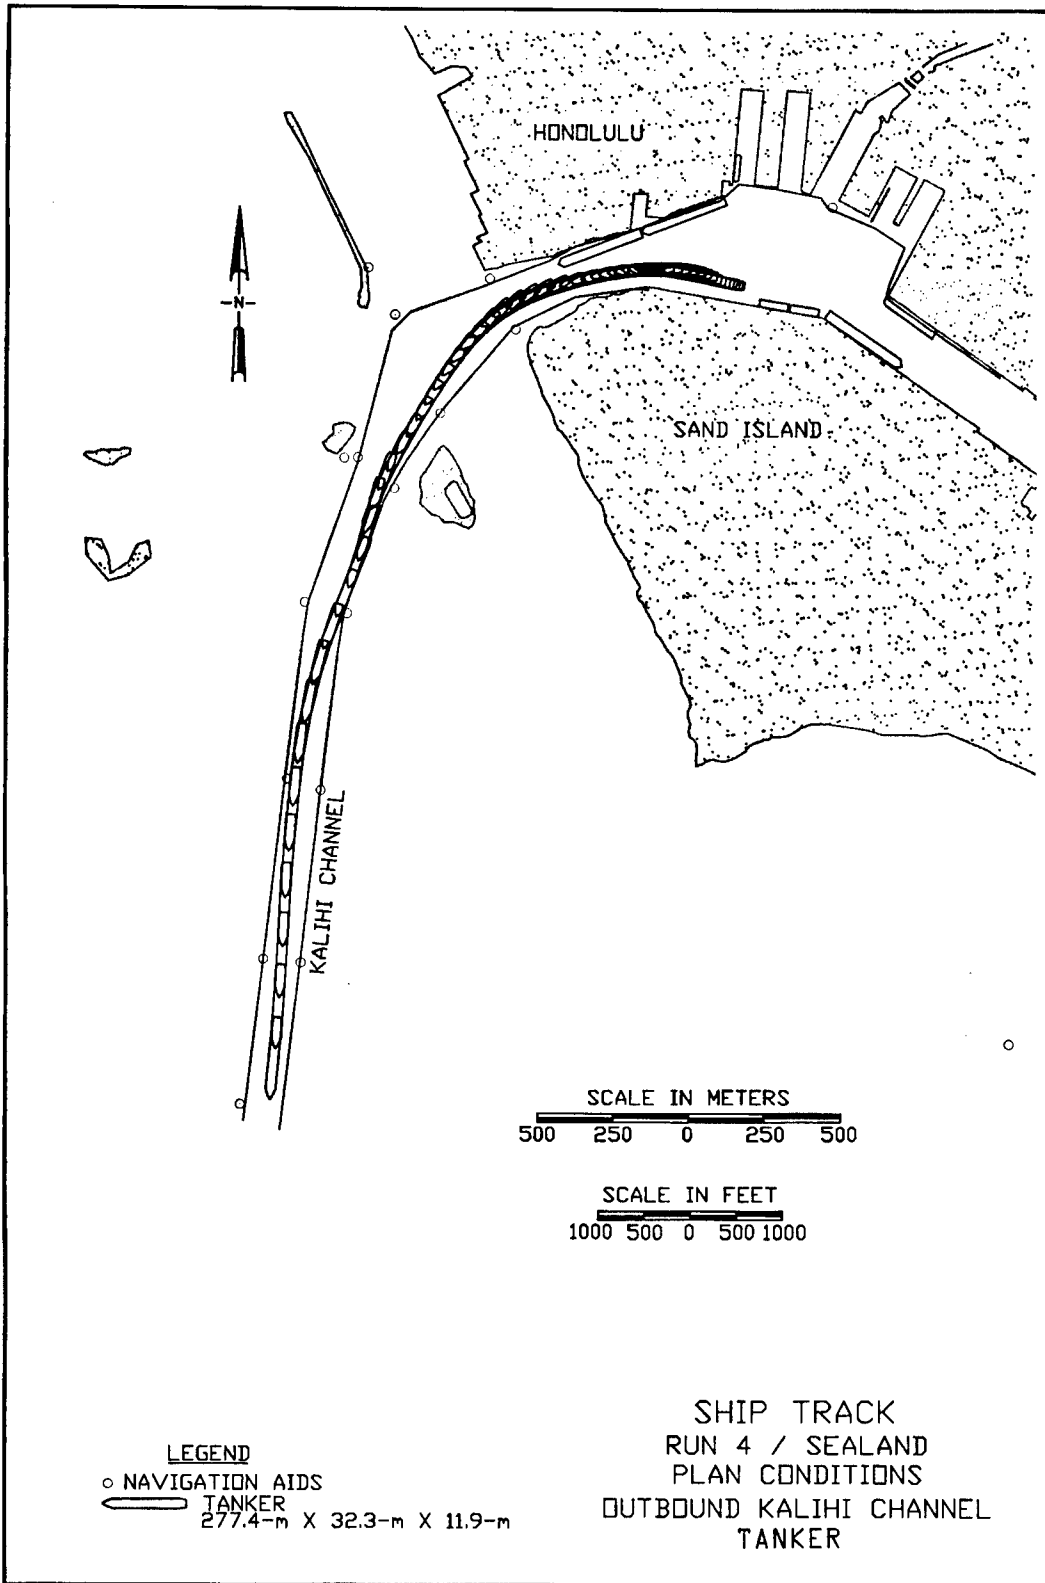 HONOLULU
-N-
SAND ISLAND
KALIHI CHANNEL
SCALE IN METERS
500 250 0 250 500
SCALE IN FEET
1000 500 0 500 1000
SHIP TRACK
RUN 4 / SEALAND
PLAN CONDITIONS
OUTBOUND KALIHI CHANNEL
TANKER
LEGEND
NAVIGATION AIDS
TANKER
277.4-m X 32.3-m X 11.9-m